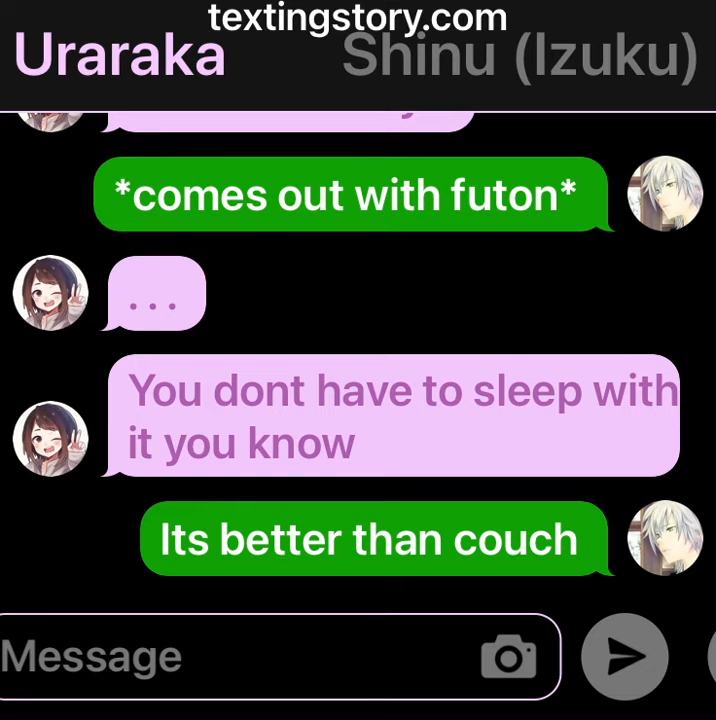 textingstory.com
Uraraka
Shinu (Izuku)
*comes out with futon*
...
You dont have to sleep with
it you know
Its better than couch
Message